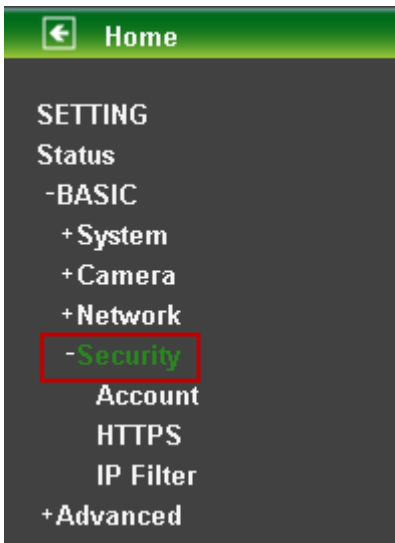 Home
SETTING
Status
-BASIC
+System
+Camera
+Network
-Security
Account
HTTPS
IP Filter
+Advanced